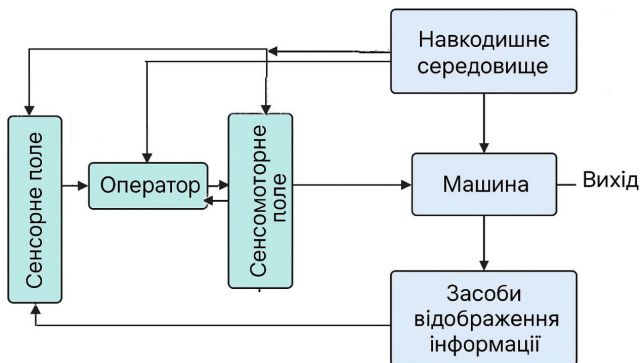 Навкодишнє
середовище
Сенсорне поле
Оператор
Сенсомоторне
поле
Машина
Вихід
Засоби
відображення
інформації